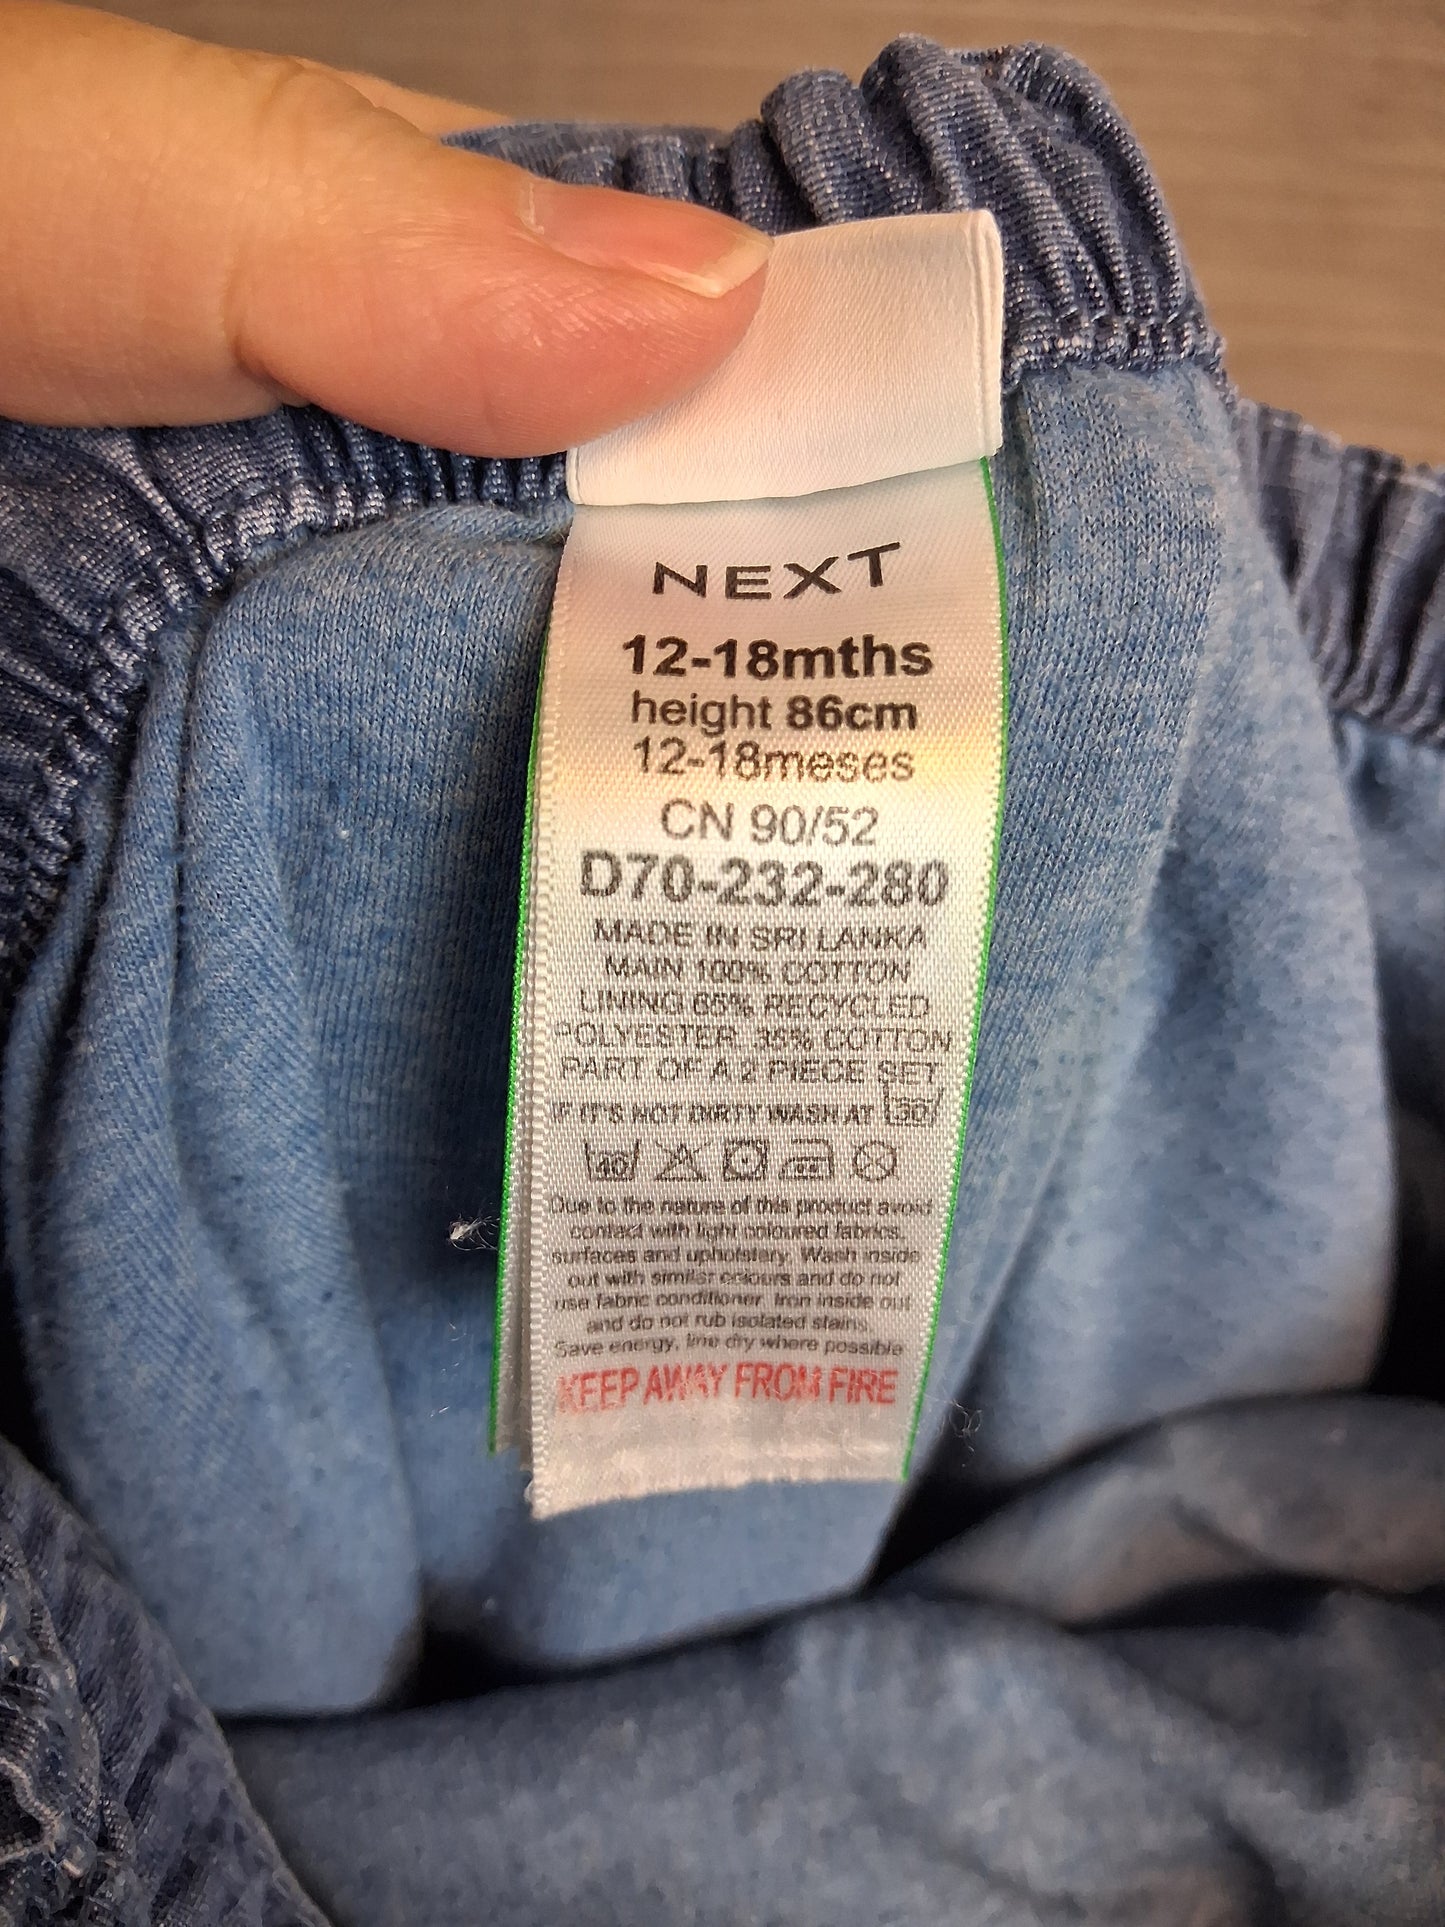 NEXT
12-18mths
height 86cm
12-18meses
CN 90/52
D70-232-280
MADE IN SRI LANKA
MAIN 100% COTTON
LINING 65% RECYCLED
POLYESTER 35% COTTON
PART OF A 2 PIECE SET
IF IT'S NOT DIRTY WASH AT 30
40
Due to the nature of this product avoid
contact with light coloured fabrics,
surfaces and upholstery. Wash inside
out with similar colours and do not
use fabric conditioner. Iron inside out
and do not rub isolated stains.
Save energy, line dry where possible
KEEP AWAY FROM FIRE